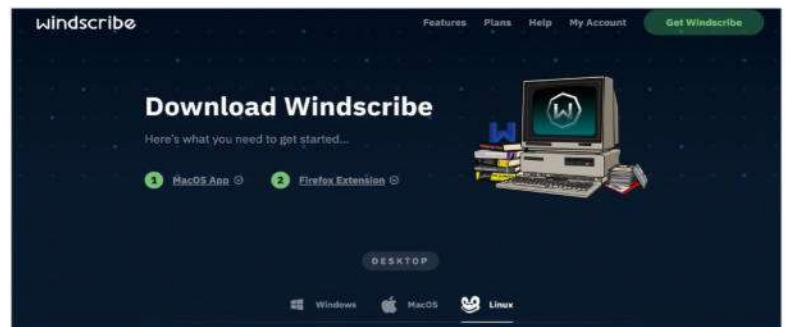 windscribe
Features Plans Help My Account Get Windscribe
Download Windscribe
Here's what you need to get started...
1 MacOS App 2 Firefox Extension
DESKTOP
Windows MacOS Linux